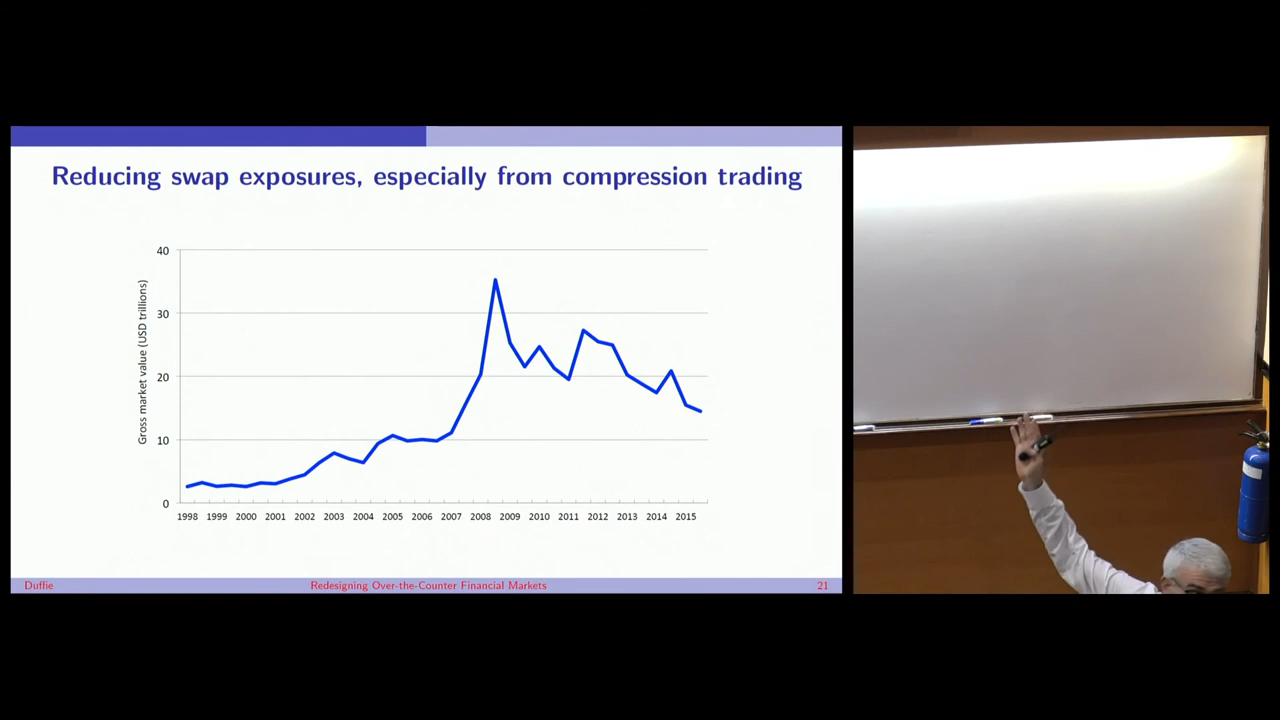 Reducing swap exposures, especially from compression trading
Gross market value (USD trillions)
40
30
20
10
0
1998 1999 2000 2001 2002 2003 2004 2005 2006 2007 2008 2009 2010 2011 2012 2013 2014 2015
Duffie Redesigning Over-the-Counter Financial Markets 21